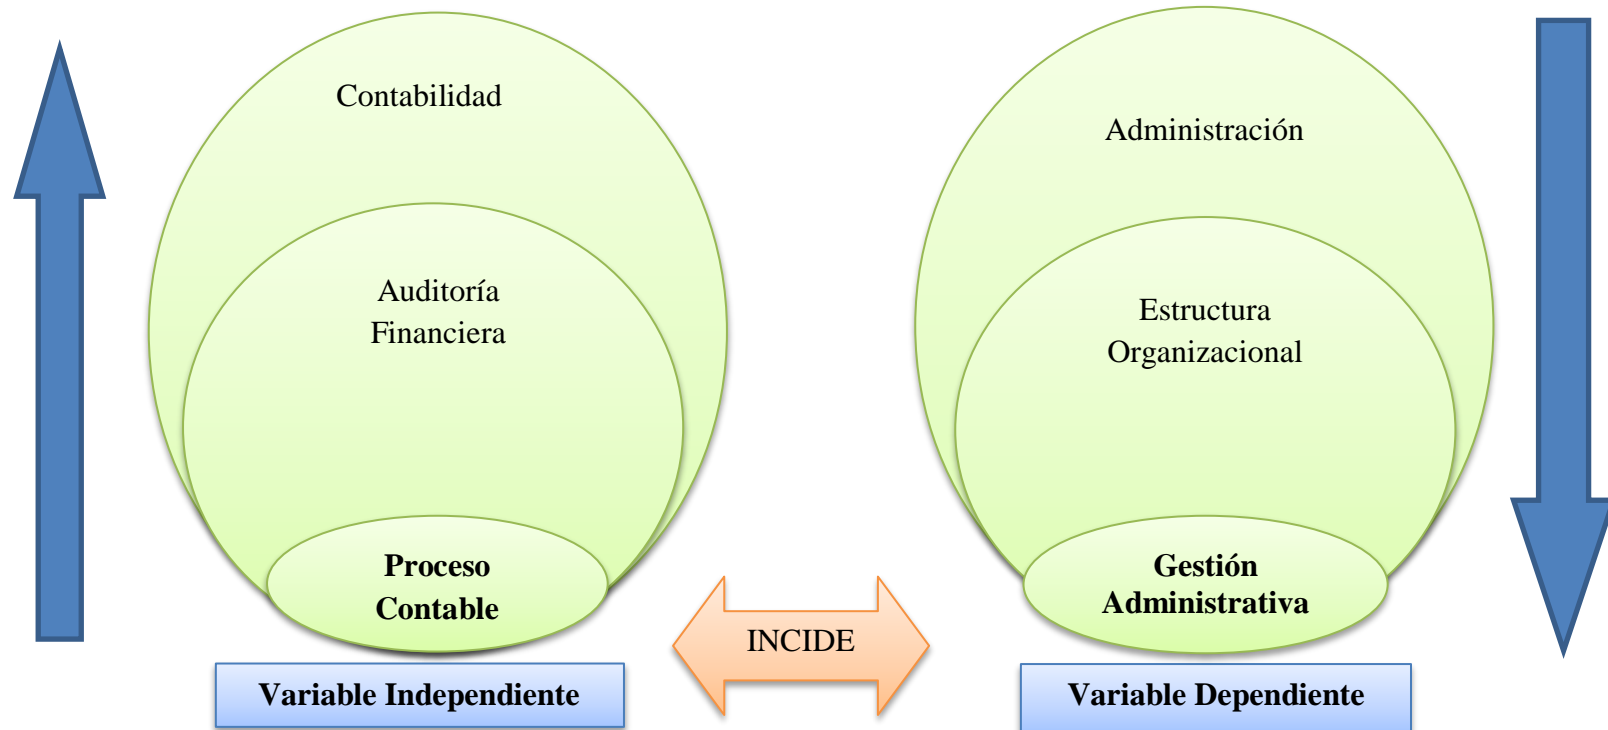 Contabilidad
Auditoría
Financiera
Proceso
Contable
Variable Independiente
INCIDE
Administración
Estructura
Organizacional
Gestión
Administrativa
Variable Dependiente